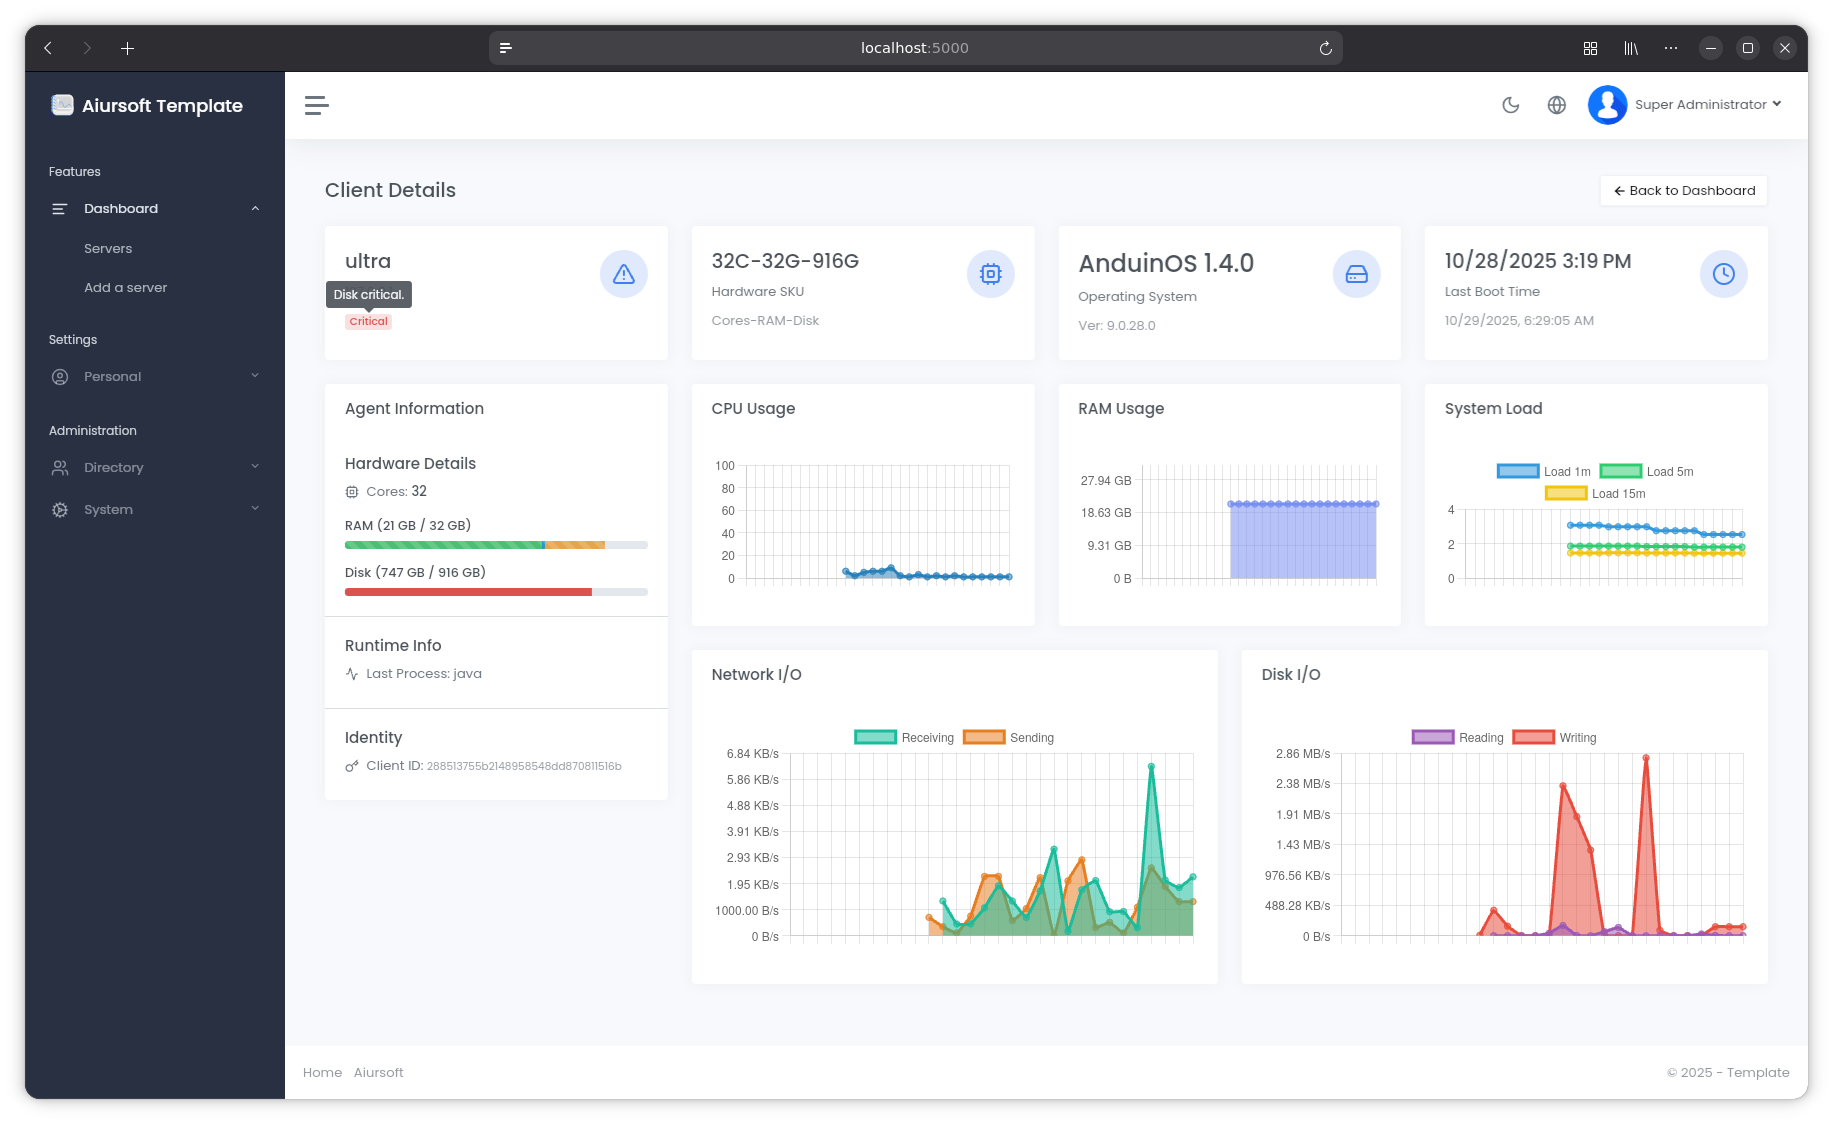 localhost:5000
Aiursoft Template
Super Administrator
Features
Dashboard
Servers
Add a server
Settings
Personal
Administration
Directory
System
Client Details
Back to Dashboard
ultra
Disk critical.
Critical
32C-32G-916G
Hardware SKU
Cores-RAM-Disk
AnduinOS 1.4.0
Operating System
Ver: 9.0.28.0
10/28/2025 3:19 PM
Last Boot Time
10/29/2025, 6:29:05 AM
Agent Information
Hardware Details
Cores: 32
RAM (21 GB / 32 GB)
Disk (747 GB / 916 GB)
Runtime Info
Last Process: java
Identity
Client ID: 288513755b2148958548dd870811516b
CPU Usage
100
80
60
40
20
0
RAM Usage
27.94 GB
18.63 GB
9.31 GB
0 B
System Load
Load 1m Load 5m
Load 15m
4
2
0
Network I/O
Receiving Sending
6.84 KB/s
5.86 KB/s
4.88 KB/s
3.91 KB/s
2.93 KB/s
1.95 KB/s
1000.00 B/s
0 B/s
Disk I/O
Reading Writing
2.86 MB/s
2.38 MB/s
1.91 MB/s
1.43 MB/s
976.56 KB/s
488.28 KB/s
0 B/s
Home Aiursoft
© 2025 - Template